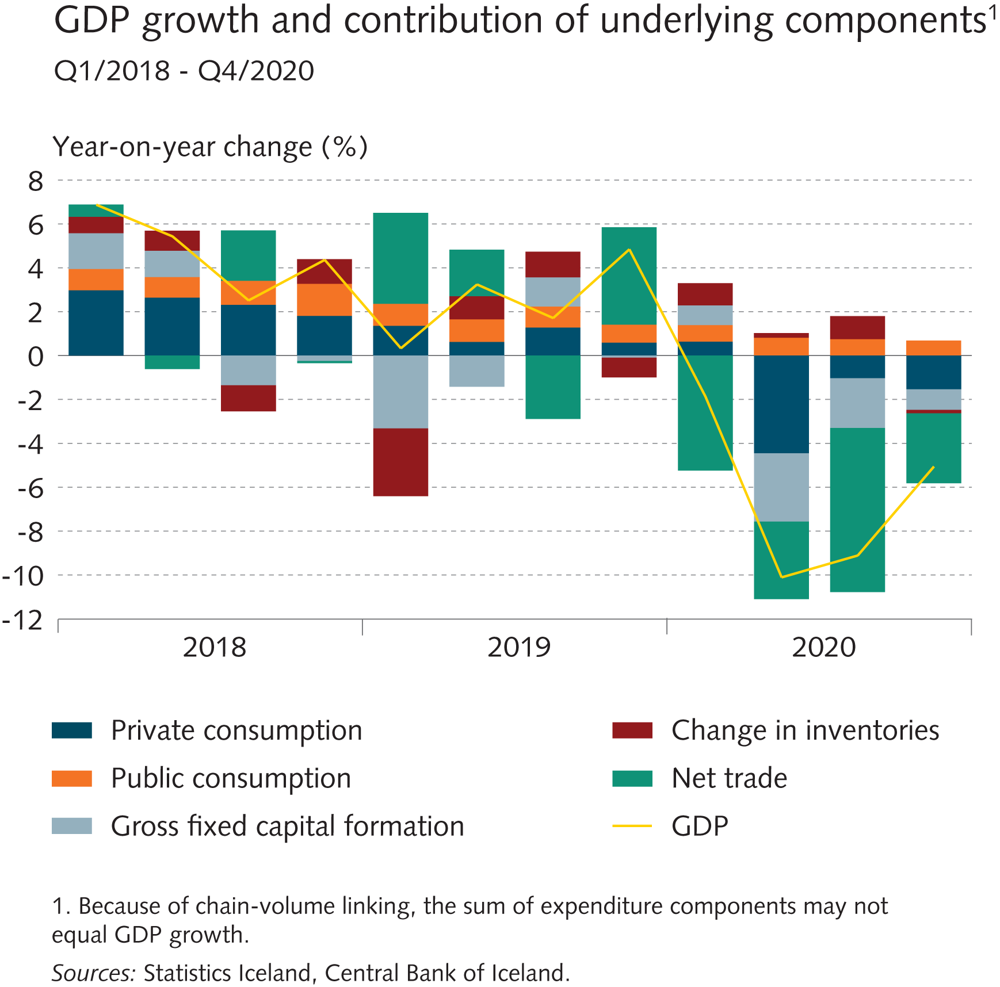 GDP growth and contribution of underlying components¹
Q1/2018 - Q4/2020
Year-on-year change (%)
8
6
4
2
0
-2
-4
-6
-8
-10
-12
2018 2019 2020
Private consumption
Public consumption
Gross fixed capital formation
Change in inventories
Net trade
GDP
1. Because of chain-volume linking, the sum of expenditure components may not
equal GDP growth.
Sources: Statistics Iceland, Central Bank of Iceland.